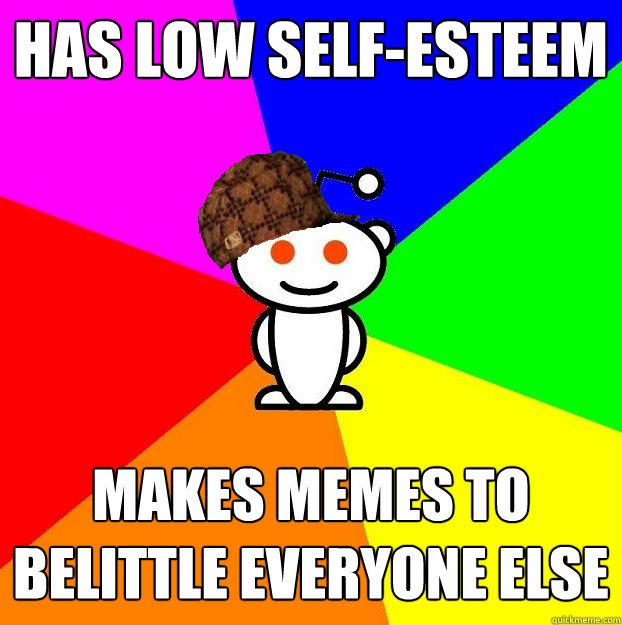 HAS LOW SELF-ESTEEM
MAKES MEMES TO
BELITTLE EVERYONE ELSE
quickmeme.com